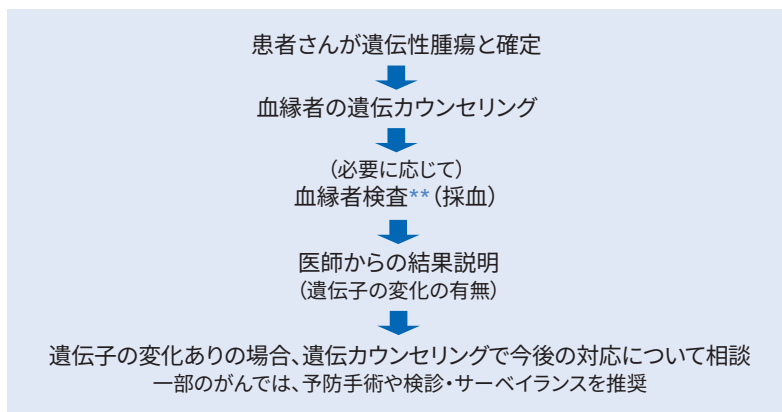 患者さんが遺伝性腫瘍と確定
血縁者の遺伝カウンセリング
（必要に応じて）
血縁者検査**（採血）
医師からの結果説明
（遺伝子の変化の有無）
遺伝子の変化ありの場合、遺伝カウンセリングで今後の対応について相談
一部のがんでは、予防手術や検診・サーベイランスを推奨